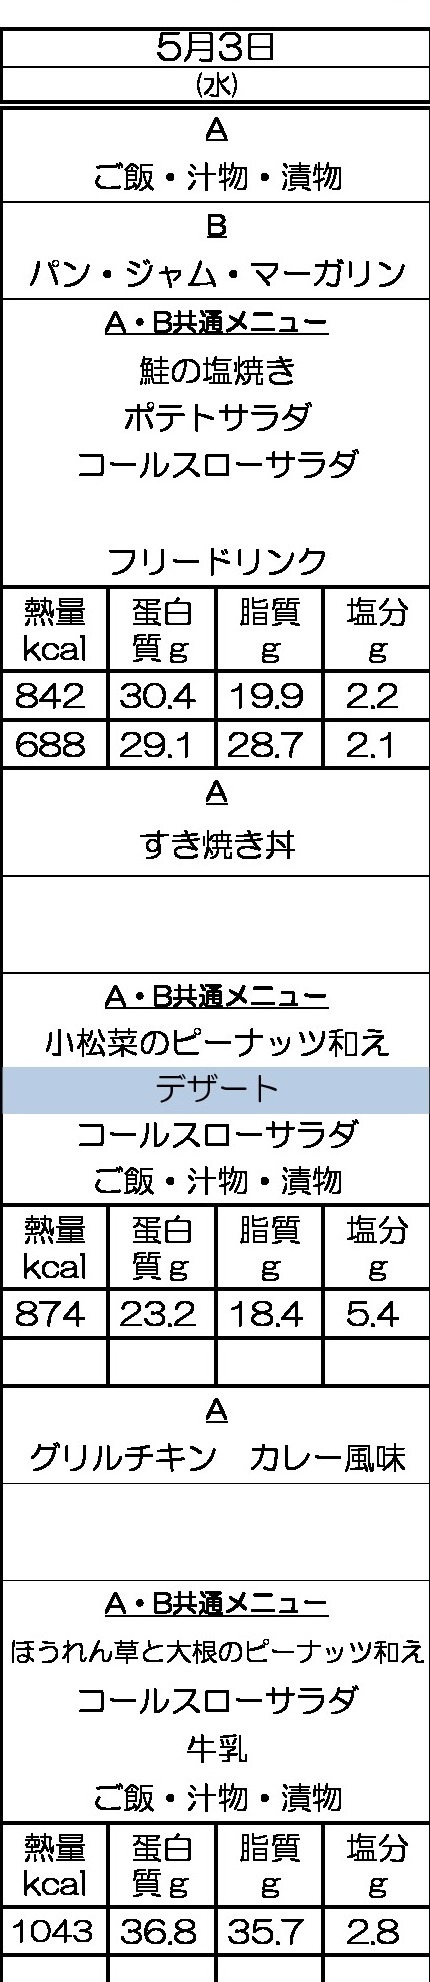 5月3日
(水)
A
ご飯・汁物・漬物
B
パン・ジャム・マーガリン
A・B共通メニュー
鮭の塩焼き
ポテトサラダ
コールスローサラダ
フリードリンク
熱量 蛋白 脂質 塩分
kcal 質g g g
842 30.4 19.9 2.2
688 29.1 28.7 2.1
A
すき焼き丼
A・B共通メニュー
小松菜のピーナッツ和え
デザート
コールスローサラダ
ご飯・汁物・漬物
熱量 蛋白 脂質 塩分
kcal 質g g g
874 23.2 18.4 5.4
A
グリルチキン カレー風味
A・B共通メニュー
ほうれん草と大根のピーナッツ和え
コールスローサラダ
牛乳
ご飯・汁物・漬物
熱量 蛋白 脂質 塩分
kcal 質g g g
1043 36.8 35.7 2.8